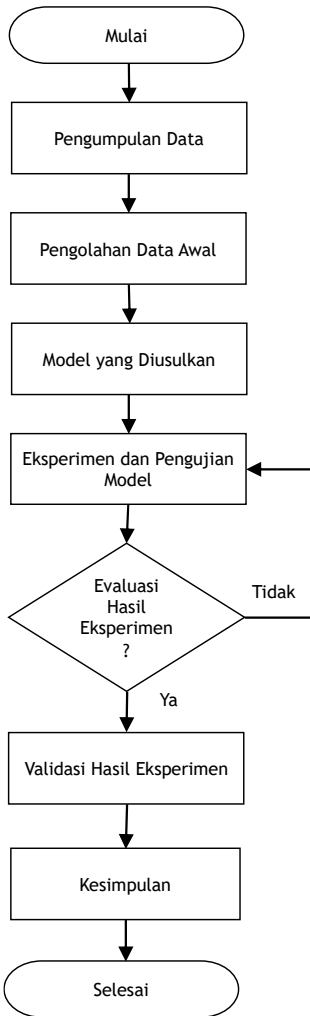 Mulai
Pengumpulan Data
Pengolahan Data Awal
Model yang Diusulkan
Eksperimen dan Pengujian
Model
Evaluasi
Hasil
Eksperimen
?
Tidak
Ya
Validasi Hasil Eksperimen
Kesimpulan
Selesai